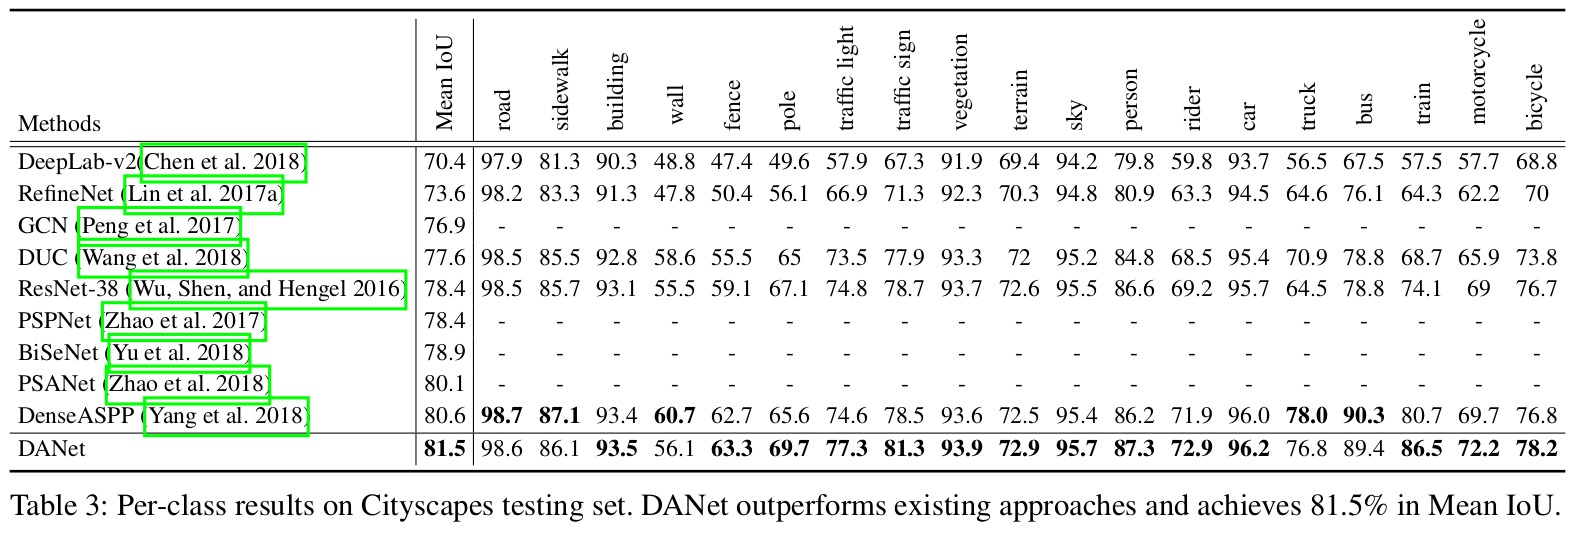 Methods Mean IoU road sidewalk building wall fence pole traffic light traffic sign vegetation terrain sky person rider car truck bus train motorcycle bicycle
DeepLab-v2(Chen et al. 2018) 70.4 97.9 81.3 90.3 48.8 47.4 49.6 57.9 67.3 91.9 69.4 94.2 79.8 59.8 93.7 56.5 67.5 57.5 57.7 68.8
RefineNet (Lin et al. 2017a) 73.6 98.2 83.3 91.3 47.8 50.4 56.1 66.9 71.3 92.3 70.3 94.8 80.9 63.3 94.5 64.6 76.1 64.3 62.2 70
GCN (Peng et al. 2017) 76.9 - - - - - - - - - - - - - - - - - - -
DUC (Wang et al. 2018) 77.6 98.5 85.5 92.8 58.6 55.5 65 73.5 77.9 93.3 72 95.2 84.8 68.5 95.4 70.9 78.8 68.7 65.9 73.8
ResNet-38 (Wu, Shen, and Hengel 2016) 78.4 98.5 85.7 93.1 55.5 59.1 67.1 74.8 78.7 93.7 72.6 95.5 86.6 69.2 95.7 64.5 78.8 74.1 69 76.7
PSPNet (Zhao et al. 2017) 78.4 - - - - - - - - - - - - - - - - - - -
BiSeNet (Yu et al. 2018) 78.9 - - - - - - - - - - - - - - - - - - -
PSANet (Zhao et al. 2018) 80.1 - - - - - - - - - - - - - - - - - - -
DenseASPP (Yang et al. 2018) 80.6 98.7 87.1 93.4 60.7 62.7 65.6 74.6 78.5 93.6 72.5 95.4 86.2 71.9 96.0 78.0 90.3 80.7 69.7 76.8
DANet 81.5 98.6 86.1 93.5 56.1 63.3 69.7 77.3 81.3 93.9 72.9 95.7 87.3 72.9 96.2 76.8 89.4 86.5 72.2 78.2
Table 3: Per-class results on Cityscapes testing set. DANet outperforms existing approaches and achieves 81.5% in Mean IoU.